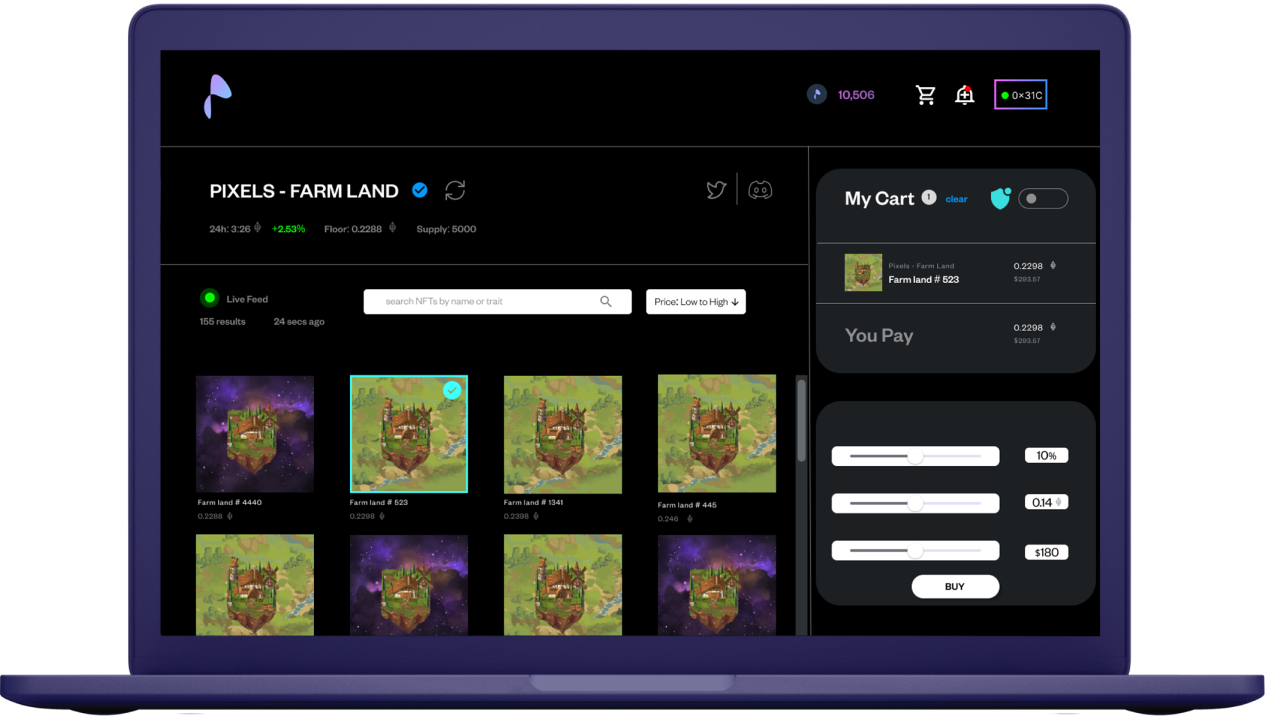 10,506
0×31C
PIXELS - FARM LAND
24h: 3:26 +2.53% Floor: 0.2288 Supply: 5000
Live Feed
155 results 24 secs ago
search NFTs by name or trait
Price: Low to High ↓
Farm land # 4440
0.2288
Farm land # 523
0.2298
Farm land # 1341
0.2398
Farm land # 445
0.246
My Cart 1 clear
Pixels - Farm Land
Farm land # 523
0.2298
$293.67
You Pay
0.2298
$293.67
10%
0.14
$180
BUY